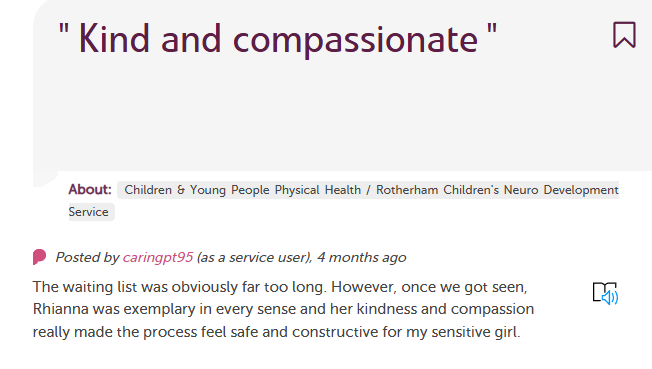 " Kind and compassionate "
About: Children & Young People Physical Health / Rotherham Children's Neuro Development
Service
Posted by caringpt95 (as a service user), 4 months ago
The waiting list was obviously far too long. However, once we got seen,
Rhianna was exemplary in every sense and her kindness and compassion
really made the process feel safe and constructive for my sensitive girl.